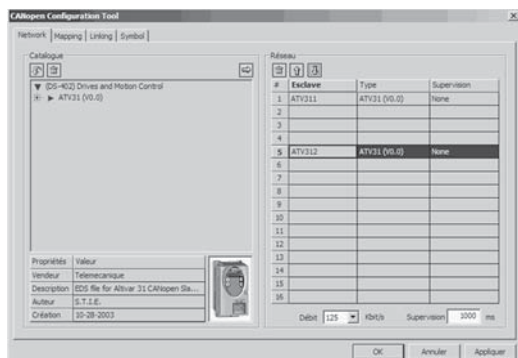 CANopen Configuration Tool
Network | Mapping | Linking | Symbol
Catalogue
(DS-402) Drives and Motion Control
ATV31 (V0.0)
Propriétés Valeur
Vendeur Telemecanique
Description EDS file for Altivar 31 CANopen Sla...
Auteur S.T.I.E.
Création 10-28-2003
Réseau
# Esclave Type Supervision
1 ATV311 ATV31 (V0.0) None
2
3
4
5 ATV312 ATV31 (V0.0) None
6
7
8
9
10
11
12
13
14
15
16
Débit 125 Kbit/s Supervision 1000 ms
OK Annuler Appliquer